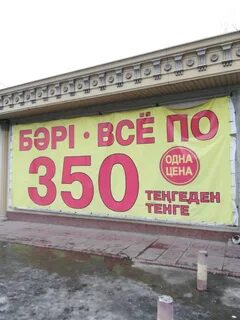 БӘРІ · ВСЁ ПО
350
ОДНА
ЦЕНА
ТЕҢГЕДЕН
ТЕНГЕ